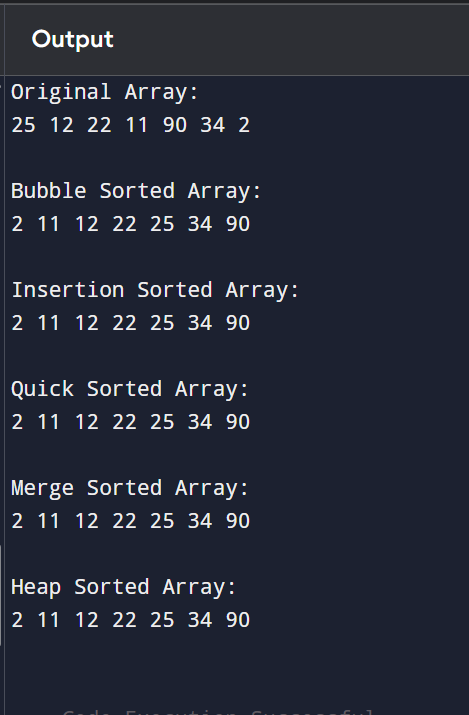 Output
Original Array:
25 12 22 11 90 34 2
Bubble Sorted Array:
2 11 12 22 25 34 90
Insertion Sorted Array:
2 11 12 22 25 34 90
Quick Sorted Array:
2 11 12 22 25 34 90
Merge Sorted Array:
2 11 12 22 25 34 90
Heap Sorted Array:
2 11 12 22 25 34 90
Code Execution Successful